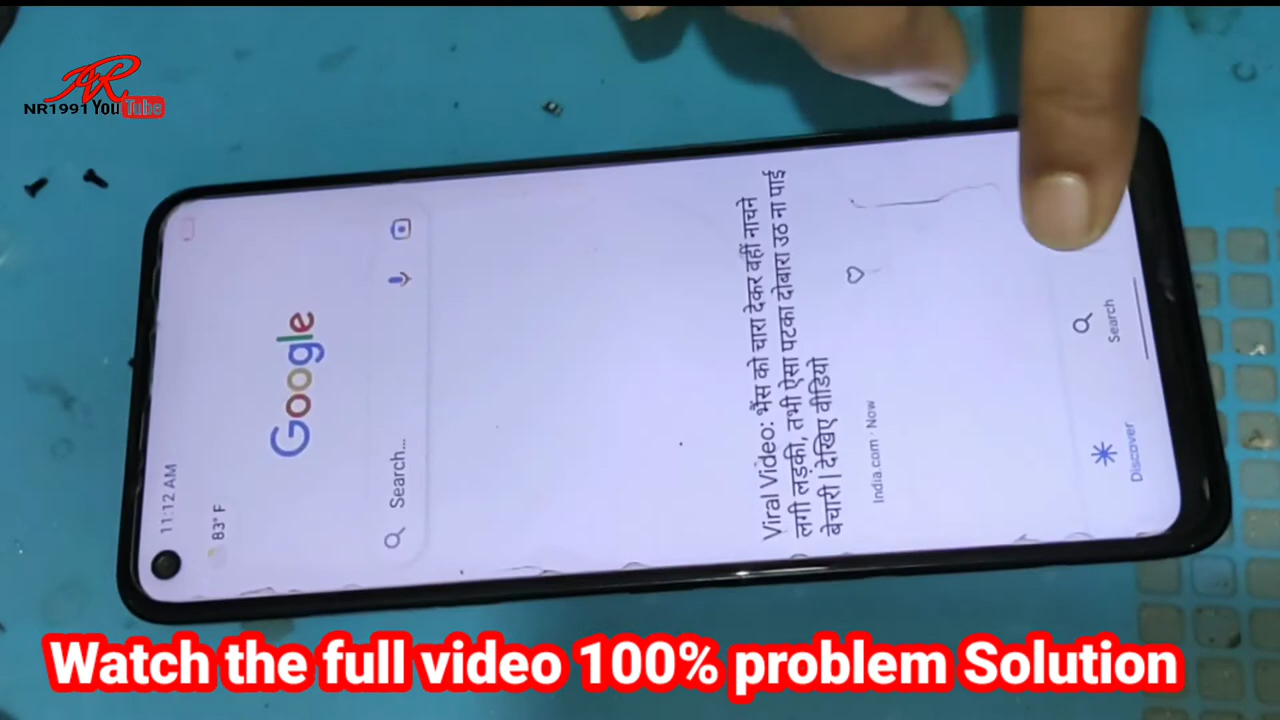 NR1991 YouTube
11:12 AM
83° F
Google
Search...
Viral Video: भैंस को चारा देकर वहीं नाचने
लगी लड़की, तभी ऐसा पटका दोबारा उठ ना पाई
बेचारी | देखिए वीडियो
India.com · Now
Discover
Search
Watch the full video 100% problem Solution